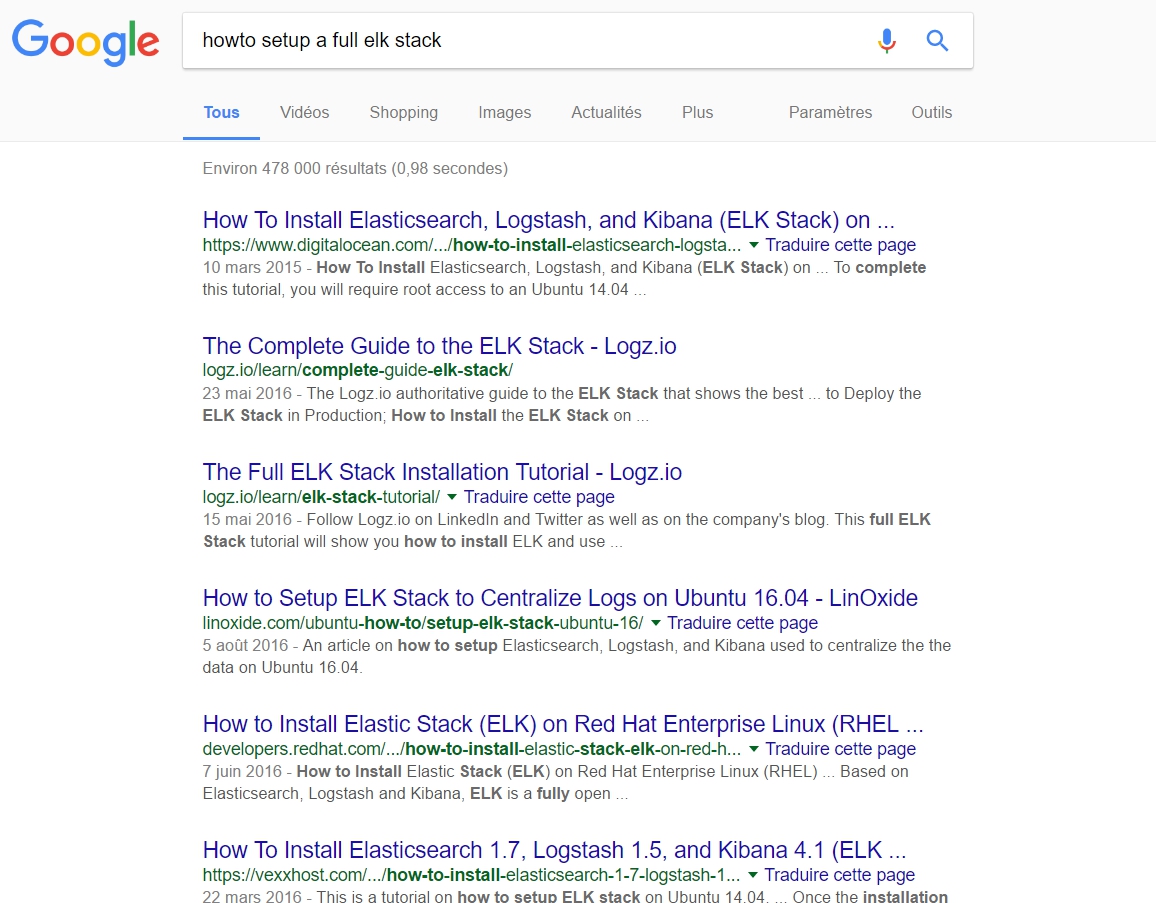 Google
howto setup a full elk stack
Tous Vidéos Shopping Images Actualités Plus Paramètres Outils
Environ 478 000 résultats (0,98 secondes)
How To Install Elasticsearch, Logstash, and Kibana (ELK Stack) on ...
https://www.digitalocean.com/.../how-to-install-elasticsearch-logsta... Traduire cette page
10 mars 2015 - How To Install Elasticsearch, Logstash, and Kibana (ELK Stack) on ... To complete
this tutorial, you will require root access to an Ubuntu 14.04 ...
The Complete Guide to the ELK Stack - Logz.io
logz.io/learn/complete-guide-elk-stack/
23 mai 2016 - The Logz.io authoritative guide to the ELK Stack that shows the best ... to Deploy the
ELK Stack in Production; How to Install the ELK Stack on ...
The Full ELK Stack Installation Tutorial - Logz.io
logz.io/learn/elk-stack-tutorial/ Traduire cette page
15 mai 2016 - Follow Logz.io on LinkedIn and Twitter as well as on the company's blog. This full ELK
Stack tutorial will show you how to install ELK and use ...
How to Setup ELK Stack to Centralize Logs on Ubuntu 16.04 - LinOxide
linoxide.com/ubuntu-how-to/setup-elk-stack-ubuntu-16/ Traduire cette page
5 août 2016 - An article on how to setup Elasticsearch, Logstash, and Kibana used to centralize the the
data on Ubuntu 16.04.
How to Install Elastic Stack (ELK) on Red Hat Enterprise Linux (RHEL ...
developers.redhat.com/.../how-to-install-elastic-stack-elk-on-red-h... Traduire cette page
7 juin 2016 - How to Install Elastic Stack (ELK) on Red Hat Enterprise Linux (RHEL) ... Based on
Elasticsearch, Logstash and Kibana, ELK is a fully open ...
How To Install Elasticsearch 1.7, Logstash 1.5, and Kibana 4.1 (ELK ...
https://vexxhost.com/.../how-to-install-elasticsearch-1-7-logstash-1... Traduire cette page
22 mars 2016 - This is a tutorial on how to setup ELK stack on Ubuntu 14.04. ... Once the installation